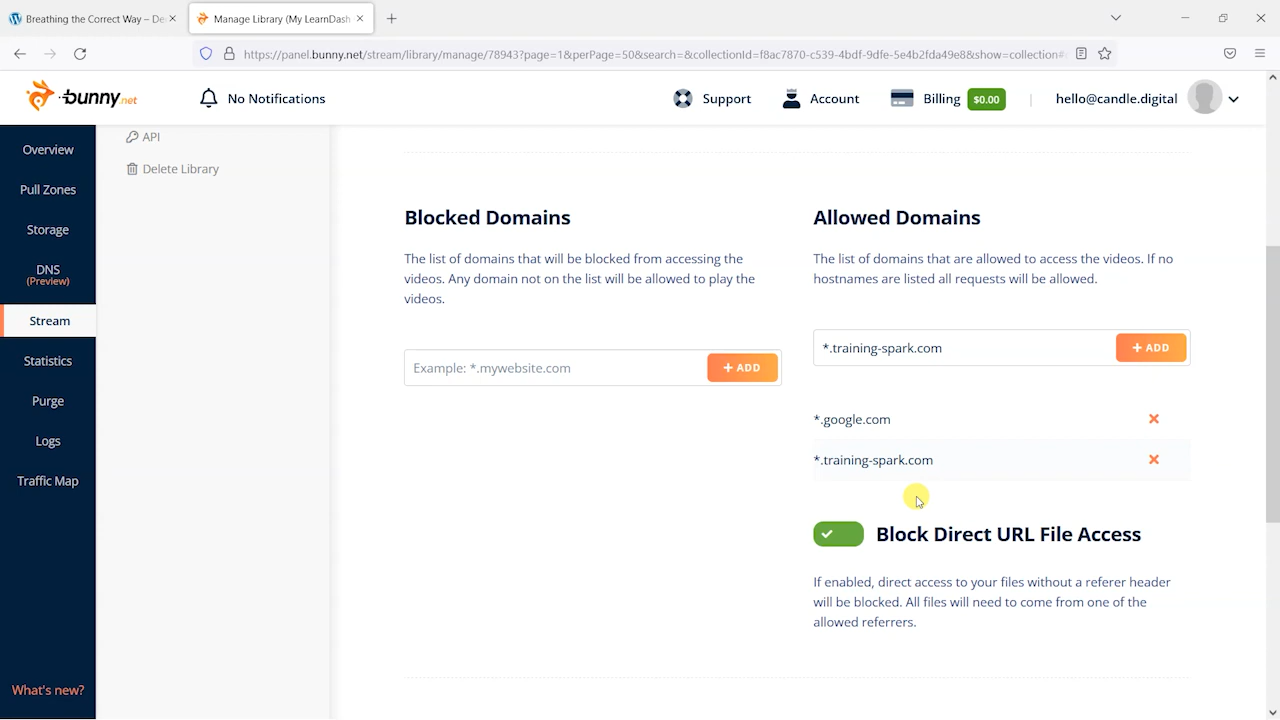 Breathing the Correct Way – De
Manage Library (My LearnDash
https://panel.bunny.net/stream/library/manage/78943?page=1&perPage=50&search=&collectionId=f8ac7870-c539-4bdf-9dfe-5e4b2fda49e8&show=collection#
bunny.net
No Notifications
Support
Account
Billing
$0.00
hello@candle.digital
Overview
Pull Zones
Storage
DNS
(Preview)
Stream
Statistics
Purge
Logs
Traffic Map
What's new?
API
Delete Library
Blocked Domains
The list of domains that will be blocked from accessing the
videos. Any domain not on the list will be allowed to play the
videos.
Example: *.mywebsite.com
+ ADD
Allowed Domains
The list of domains that are allowed to access the videos. If no
hostnames are listed all requests will be allowed.
*.training-spark.com
+ ADD
*.google.com
*.training-spark.com
Block Direct URL File Access
If enabled, direct access to your files without a referer header
will be blocked. All files will need to come from one of the
allowed referrers.